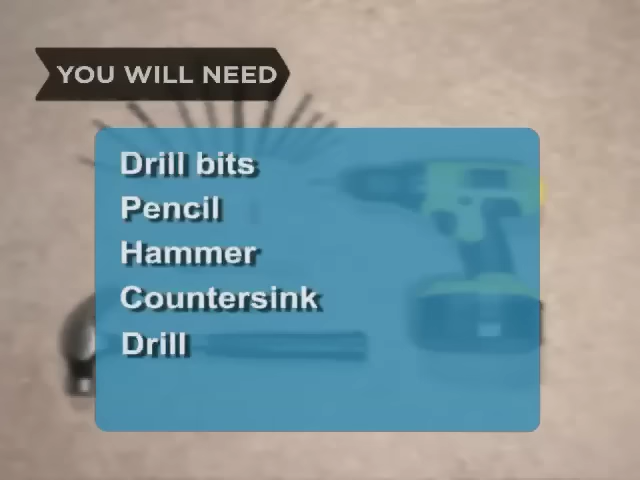 YOU WILL NEED
Drill bits
Pencil
Hammer
Countersink
Drill